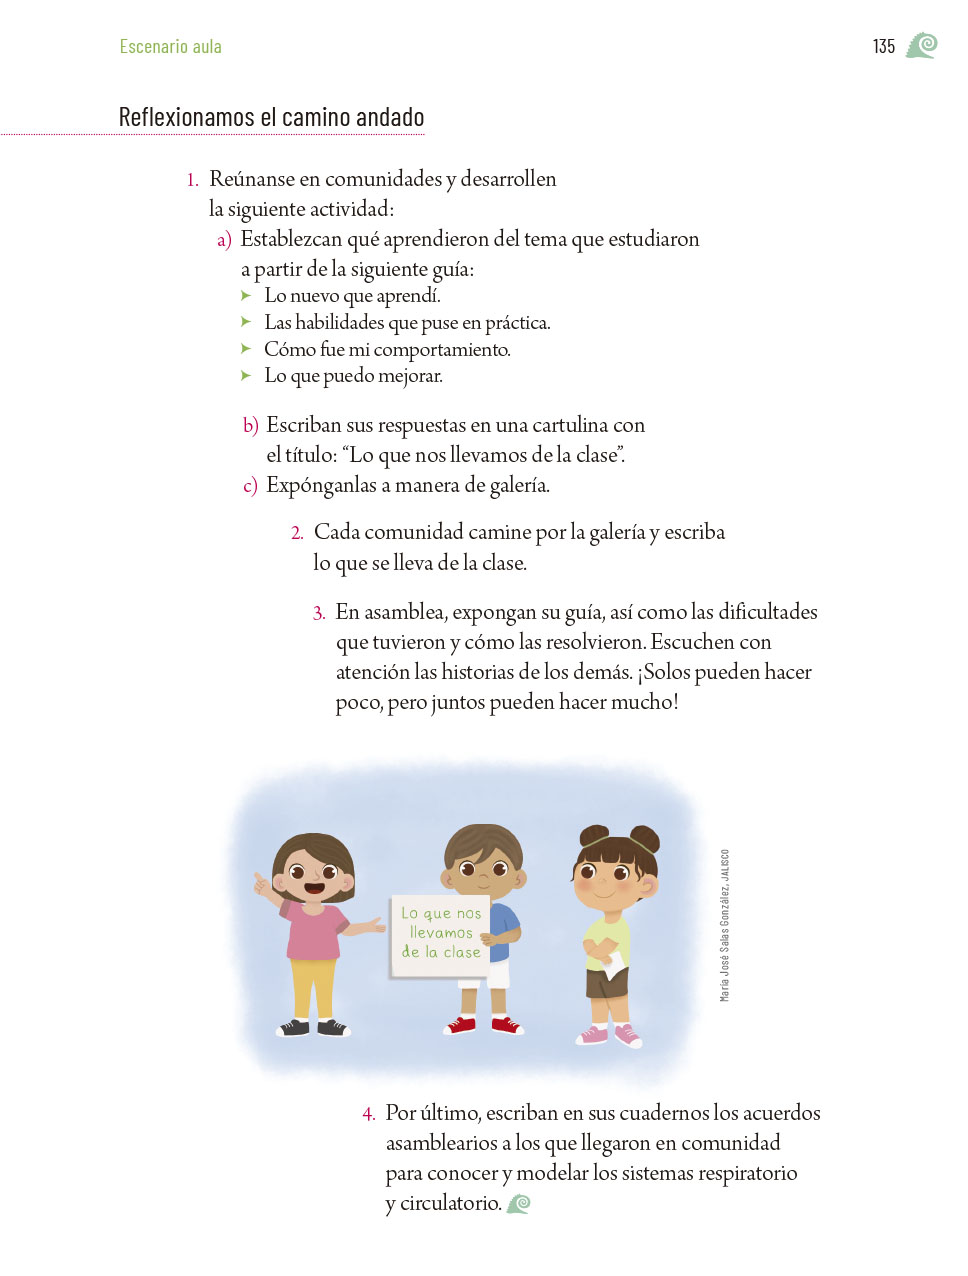 Escenario aula
135
Reflexionamos el camino andado
1. Reúnanse en comunidades y desarrollen
la siguiente actividad:
a) Establezcan qué aprendieron del tema que estudiaron
a partir de la siguiente guía:
➤ Lo nuevo que aprendí.
➤ Las habilidades que puse en práctica.
➤ Cómo fue mi comportamiento.
➤ Lo que puedo mejorar.
b) Escriban sus respuestas en una cartulina con
el título: “Lo que nos llevamos de la clase”.
c) Expónganlas a manera de galería.
2. Cada comunidad camine por la galería y escriba
lo que se lleva de la clase.
3. En asamblea, expongan su guía, así como las dificultades
que tuvieron y cómo las resolvieron. Escuchen con
atención las historias de los demás. ¡Solos pueden hacer
poco, pero juntos pueden hacer mucho!
Lo que nos
llevamos
de la clase
María José Salas González, JALISCO
4. Por último, escriban en sus cuadernos los acuerdos
asamblearios a los que llegaron en comunidad
para conocer y modelar los sistemas respiratorio
y circulatorio.